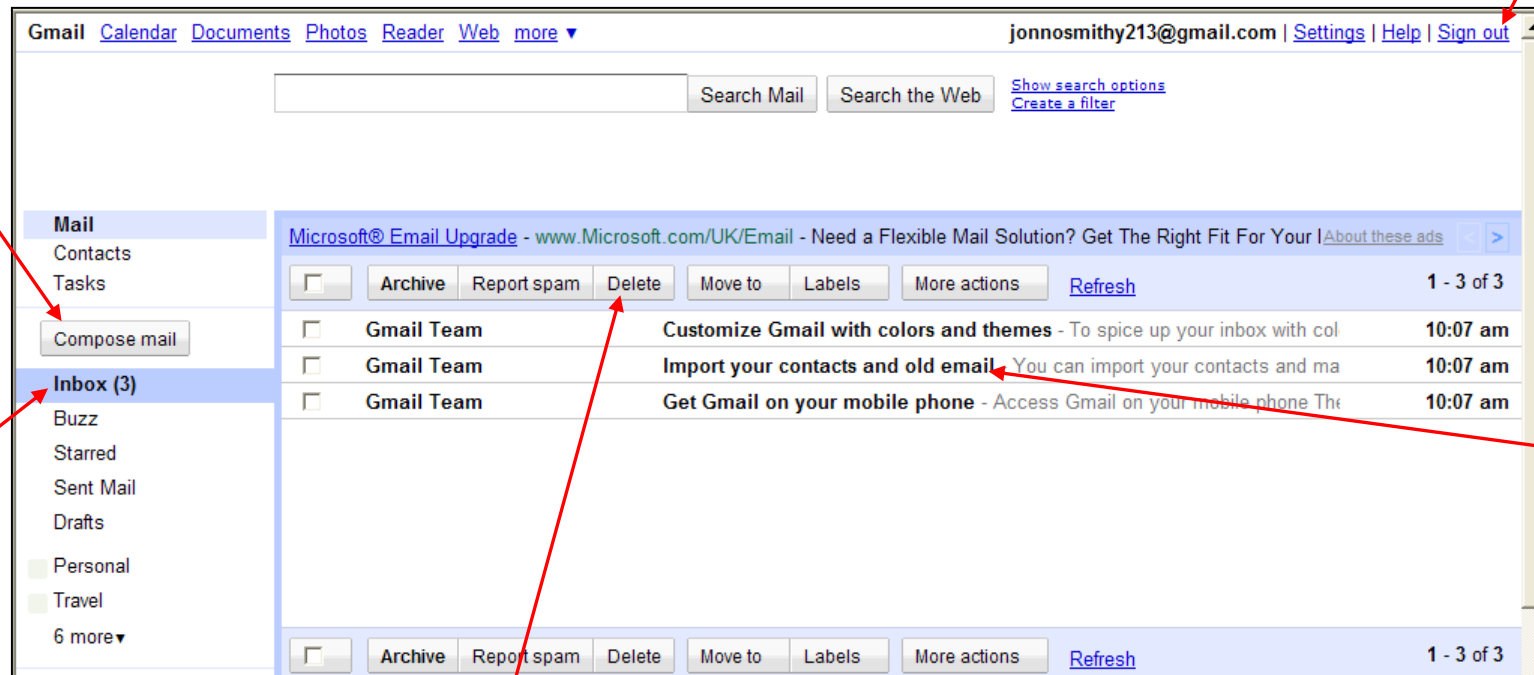 Gmail Calendar Documents Photos Reader Web more ▼ jonnosmithy213@gmail.com | Settings | Help | Sign out
Search Mail Search the Web Show search options
Create a filter
Mail
Contacts
Tasks
Compose mail
Inbox (3)
Buzz
Starred
Sent Mail
Drafts
Personal
Travel
6 more▼
Microsoft® Email Upgrade - www.Microsoft.com/UK/Email - Need a Flexible Mail Solution? Get The Right Fit For Your About these ads < >
Archive Report spam Delete Move to Labels More actions Refresh 1 - 3 of 3
Gmail Team Customize Gmail with colors and themes - To spice up your inbox with col 10:07 am
Gmail Team Import your contacts and old email - You can import your contacts and ma 10:07 am
Gmail Team Get Gmail on your mobile phone - Access Gmail on your mobile phone The 10:07 am
Archive Report spam Delete Move to Labels More actions Refresh 1 - 3 of 3